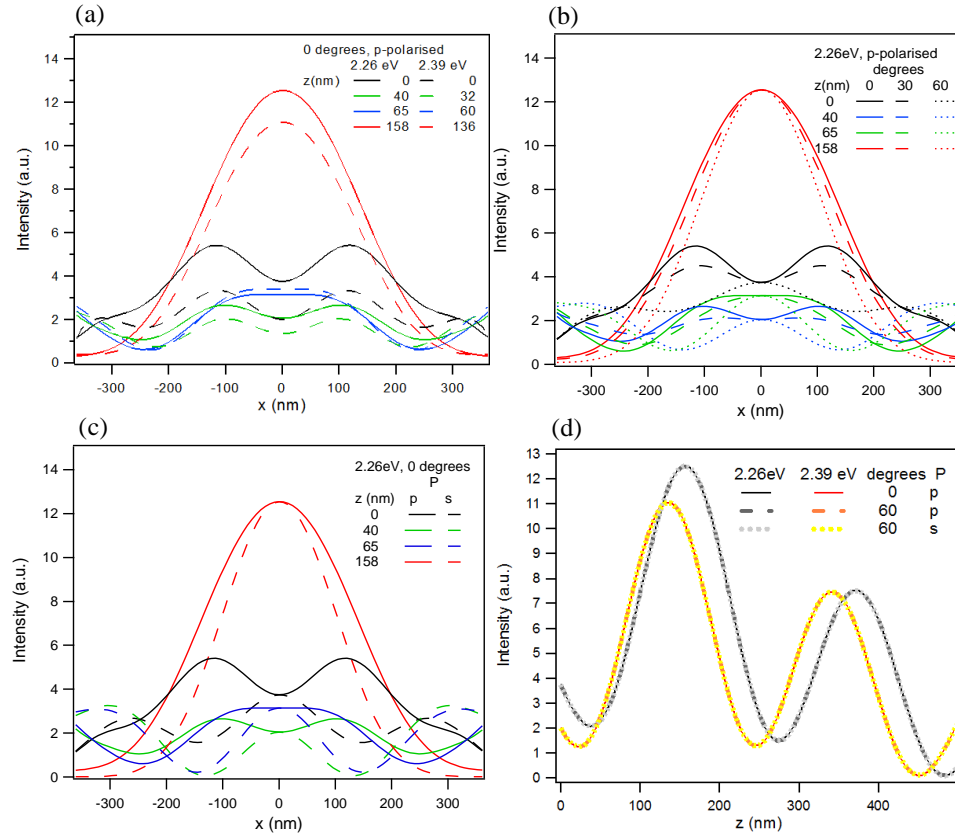 (a)
0 degrees, p-polarised
2.26 eV 2.39 eV
z(nm) 0 0
40 32
65 60
158 136
14
12
10
8
6
4
2
0
Intensity (a.u.)
-300 -200 -100 0 100 200 300
x (nm)
(b)
2.26eV, p-polarised
degrees
z(nm) 0 30 60
0
40
65
158
14
12
10
8
6
4
2
0
Intensity (a.u.)
-300 -200 -100 0 100 200 300
x (nm)
(c)
2.26eV, 0 degrees
P
z (nm) p s
0
40
65
158
14
12
10
8
6
4
2
0
Intensity (a.u.)
-300 -200 -100 0 100 200 300
x (nm)
(d)
2.26eV 2.39 eV degrees P
0 p
60 p
60 s
13
12
11
10
9
8
7
6
5
4
3
2
1
0
Intensity (a.u.)
0 100 200 300 400
z (nm)